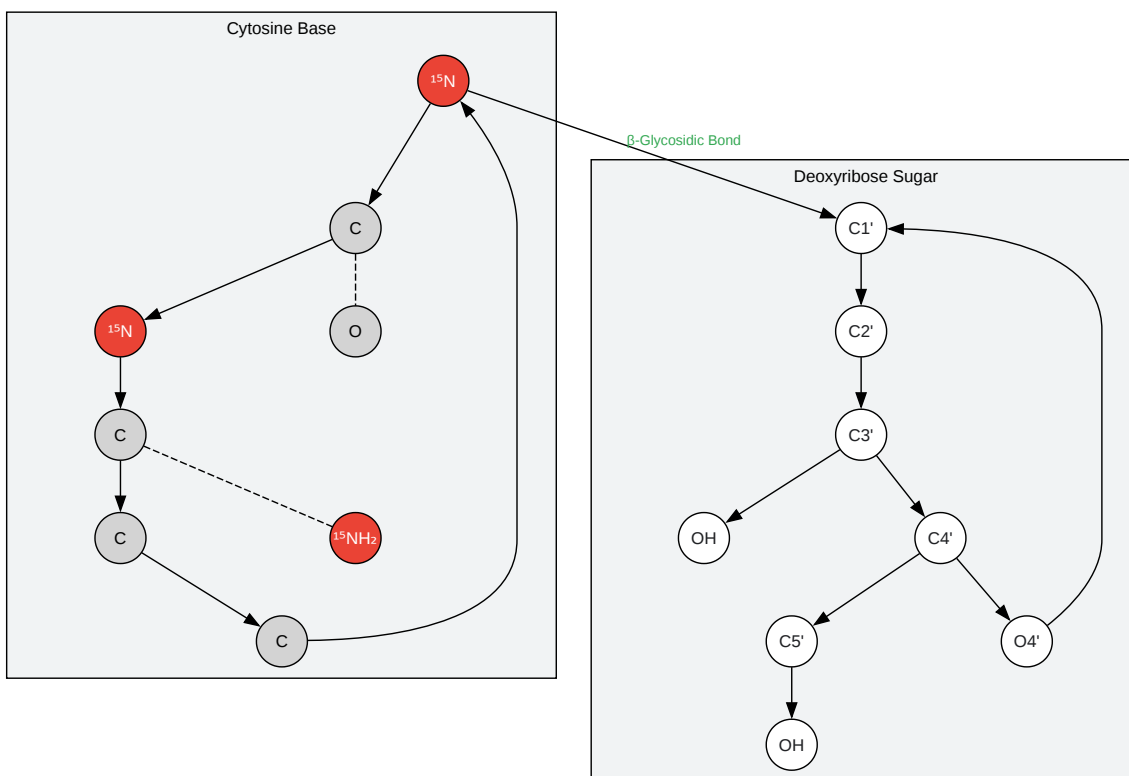 Cytosine Base
¹⁵N
β-Glycosidic Bond
Deoxyribose Sugar
C
C1'
¹⁵N
O
C2'
C
C3'
C
¹⁵NH₂
OH
C4'
C
C5'
O4'
OH